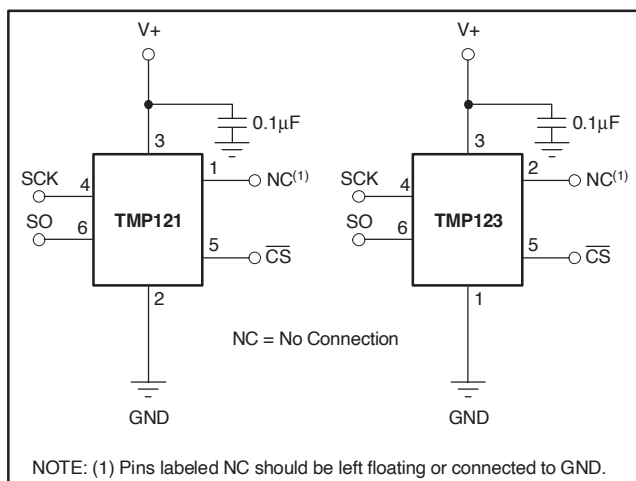 V+ V+
0.1µF 0.1µF
3 3
1 2
NC(1) NC(1)
SCK SCK
4 4
SO TMP121 SO TMP123
6 6
5 CS 5 CS
2 1
NC = No Connection
GND GND
NOTE: (1) Pins labeled NC should be left floating or connected to GND.